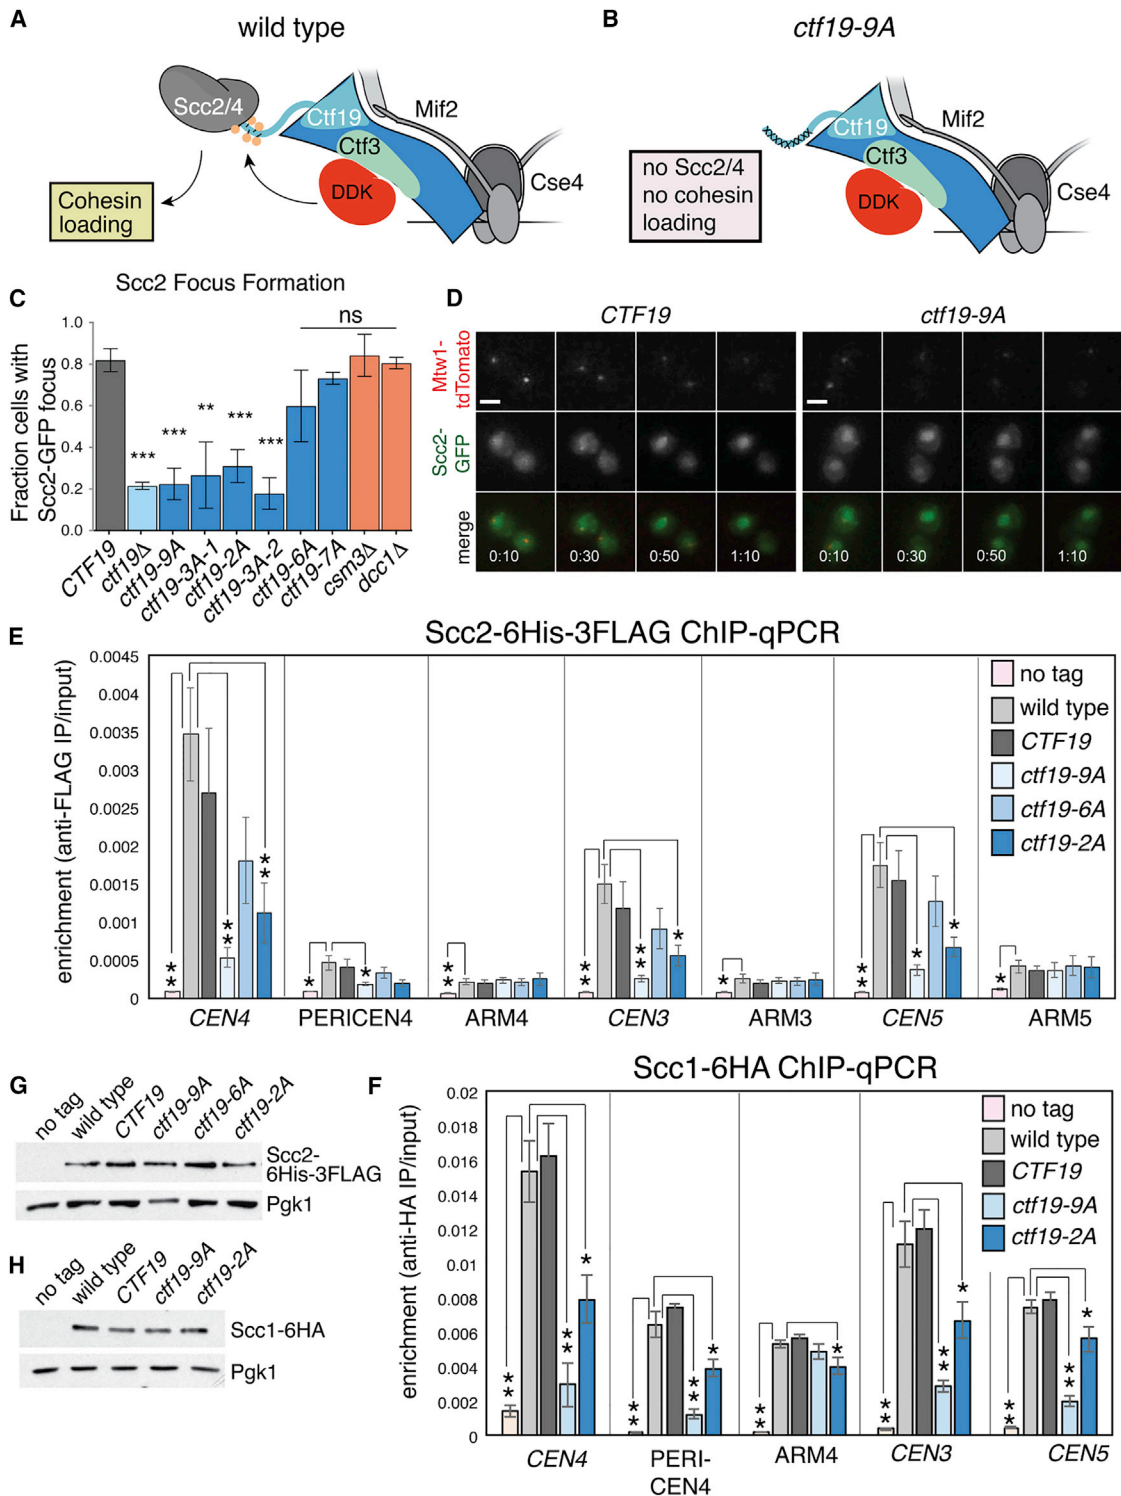 A
wild type
Scc2/4
Ctf19
Mif2
Ctf3
DDK
Cse4
Cohesin
loading
B
ctf19-9A
Ctf19
Mif2
Ctf3
DDK
Cse4
no Scc2/4
no cohesin
loading
C
Scc2 Focus Formation
Fraction cells with
Scc2-GFP focus
1.0
0.8
0.6
0.4
0.2
0.0
***
***
**
***
***
ns
CTF19
ctf19Δ
ctf19-9A
ctf19-3A-1
ctf19-2A
ctf19-3A-2
ctf19-6A
ctf19-7A
csm3Δ
dcc1Δ
D
CTF19
ctf19-9A
Mtw1-
tdTomato
Scc2-
GFP
merge
0:10
0:30
0:50
1:10
0:10
0:30
0:50
1:10
E
Scc2-6His-3FLAG ChIP-qPCR
enrichment (anti-FLAG IP/input)
0.0045
0.004
0.0035
0.003
0.0025
0.002
0.0015
0.001
0.0005
0
**
**
**
*
*
**
**
**
*
*
**
*
*
*
CEN4
PERICEN4
ARM4
CEN3
ARM3
CEN5
ARM5
no tag
wild type
CTF19
ctf19-9A
ctf19-6A
ctf19-2A
G
no tag
wild type
CTF19
ctf19-9A
ctf19-6A
ctf19-2A
Scc2-
6His-3FLAG
Pgk1
H
no tag
wild type
CTF19
ctf19-9A
ctf19-2A
Scc1-6HA
Pgk1
F
Scc1-6HA ChIP-qPCR
enrichment (anti-HA IP/input)
0.02
0.018
0.016
0.014
0.012
0.01
0.008
0.006
0.004
0.002
0
**
**
*
**
**
*
**
*
**
**
*
**
**
*
CEN4
PERI-
CEN4
ARM4
CEN3
CEN5
no tag
wild type
CTF19
ctf19-9A
ctf19-2A